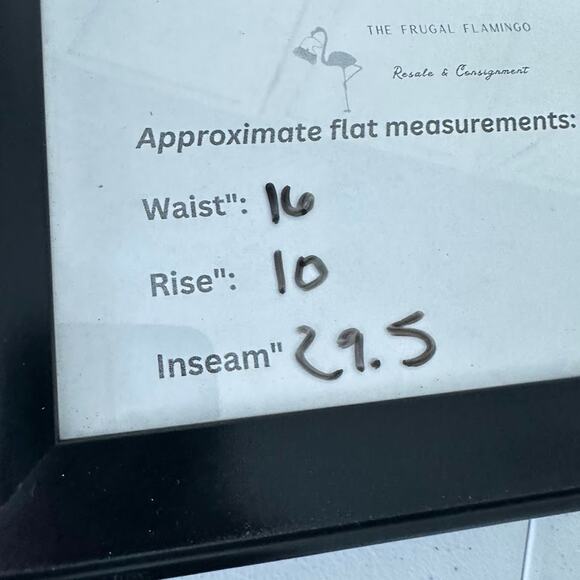 THE FRUGAL FLAMINGO
Resale & Consignment
Approximate flat measurements:
Waist": 16
Rise": 10
Inseam" 29.5